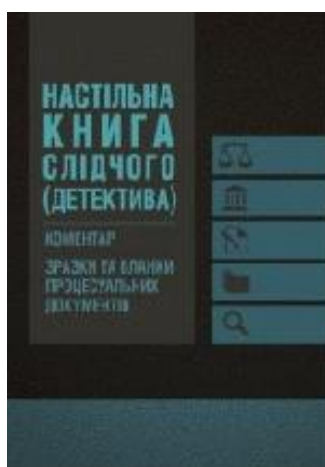 НАСТІЛЬНА
КНИГА
СЛІДЧОГО
(ДЕТЕКТИВА)
КОМЕНТАР
ЗРАЗКИ ТА БЛАНКИ
ПРОЦЕСУАЛЬНИХ
ДОКУМЕНТІВ